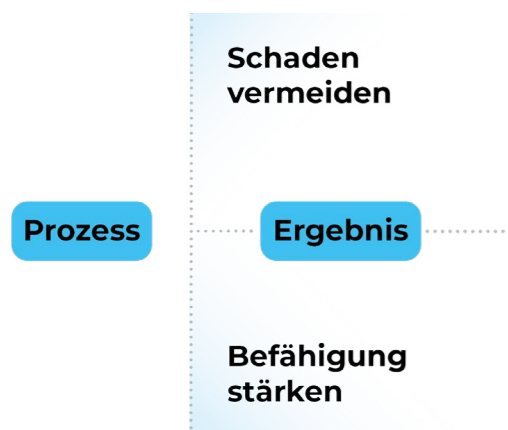 Schaden
vermeiden
Prozess
Ergebnis
Befähigung
stärken